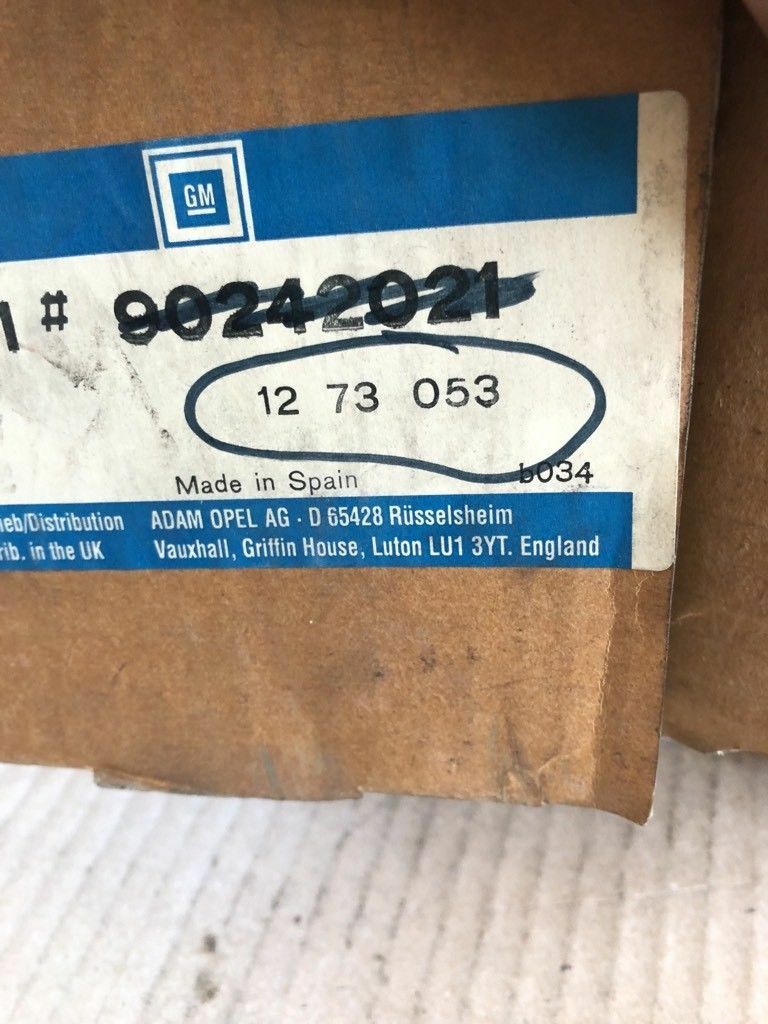 GM
1 # 90242021
12 73 053
Made in Spain b034
ieb/Distribution ADAM OPEL AG · D 65428 Rüsselsheim
rib. in the UK Vauxhall, Griffin House, Luton LU1 3YT. England